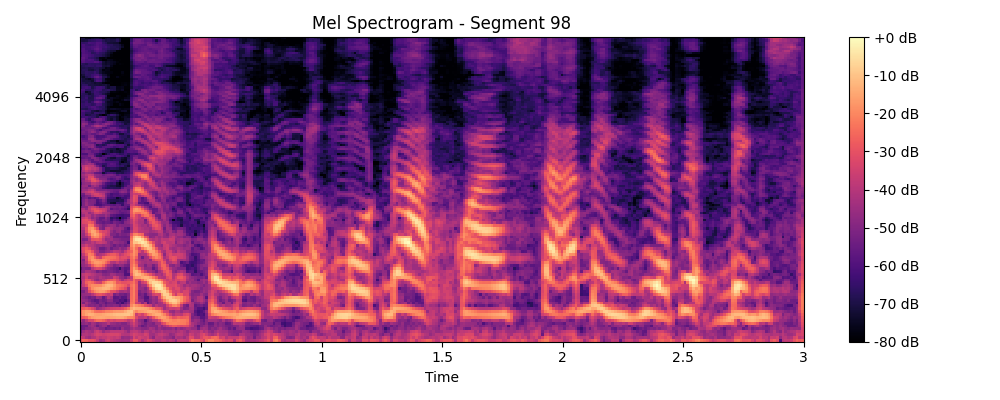 Mel Spectrogram - Segment 98
Frequency
4096
2048
1024
512
0
0
0.5
1
1.5
2
2.5
3
Time
+0 dB
-10 dB
-20 dB
-30 dB
-40 dB
-50 dB
-60 dB
-70 dB
-80 dB